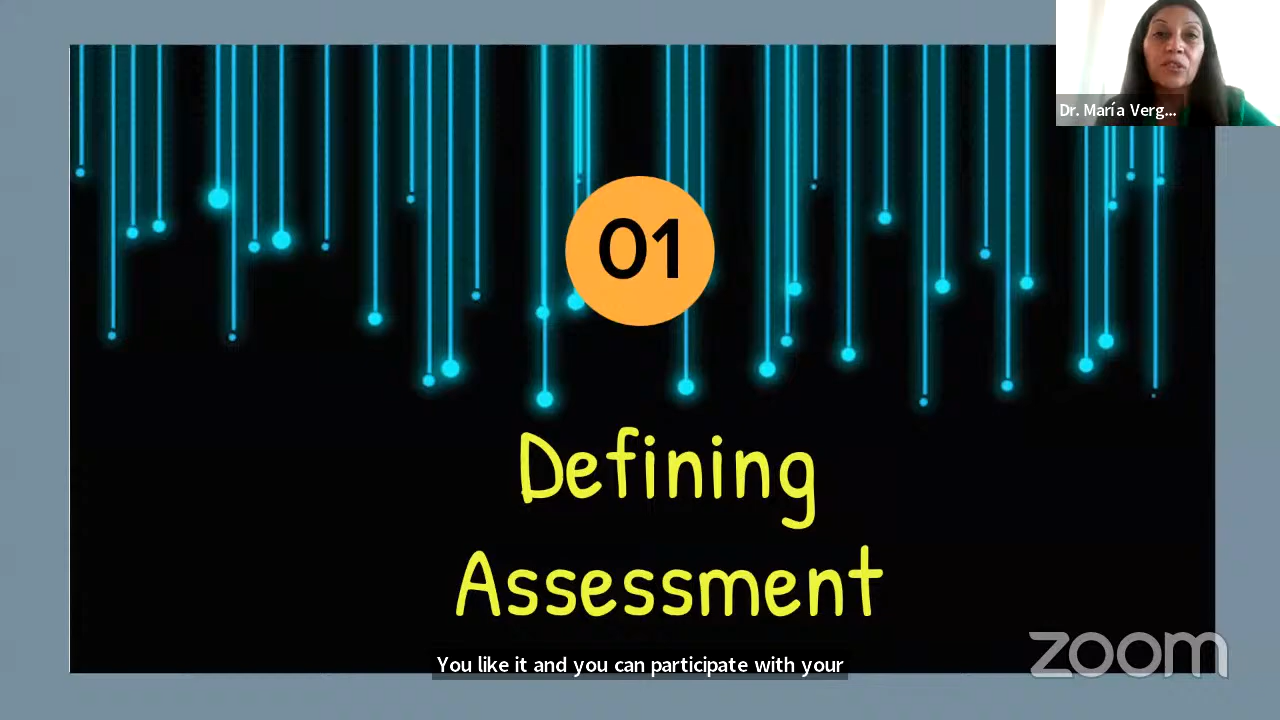 Dr. María Verg...
01
Defining
Assessment
You like it and you can participate with your
zoom